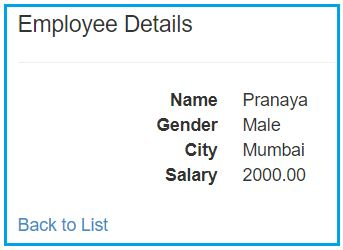 Employee Details
Name Pranaya
Gender Male
City Mumbai
Salary 2000.00
Back to List